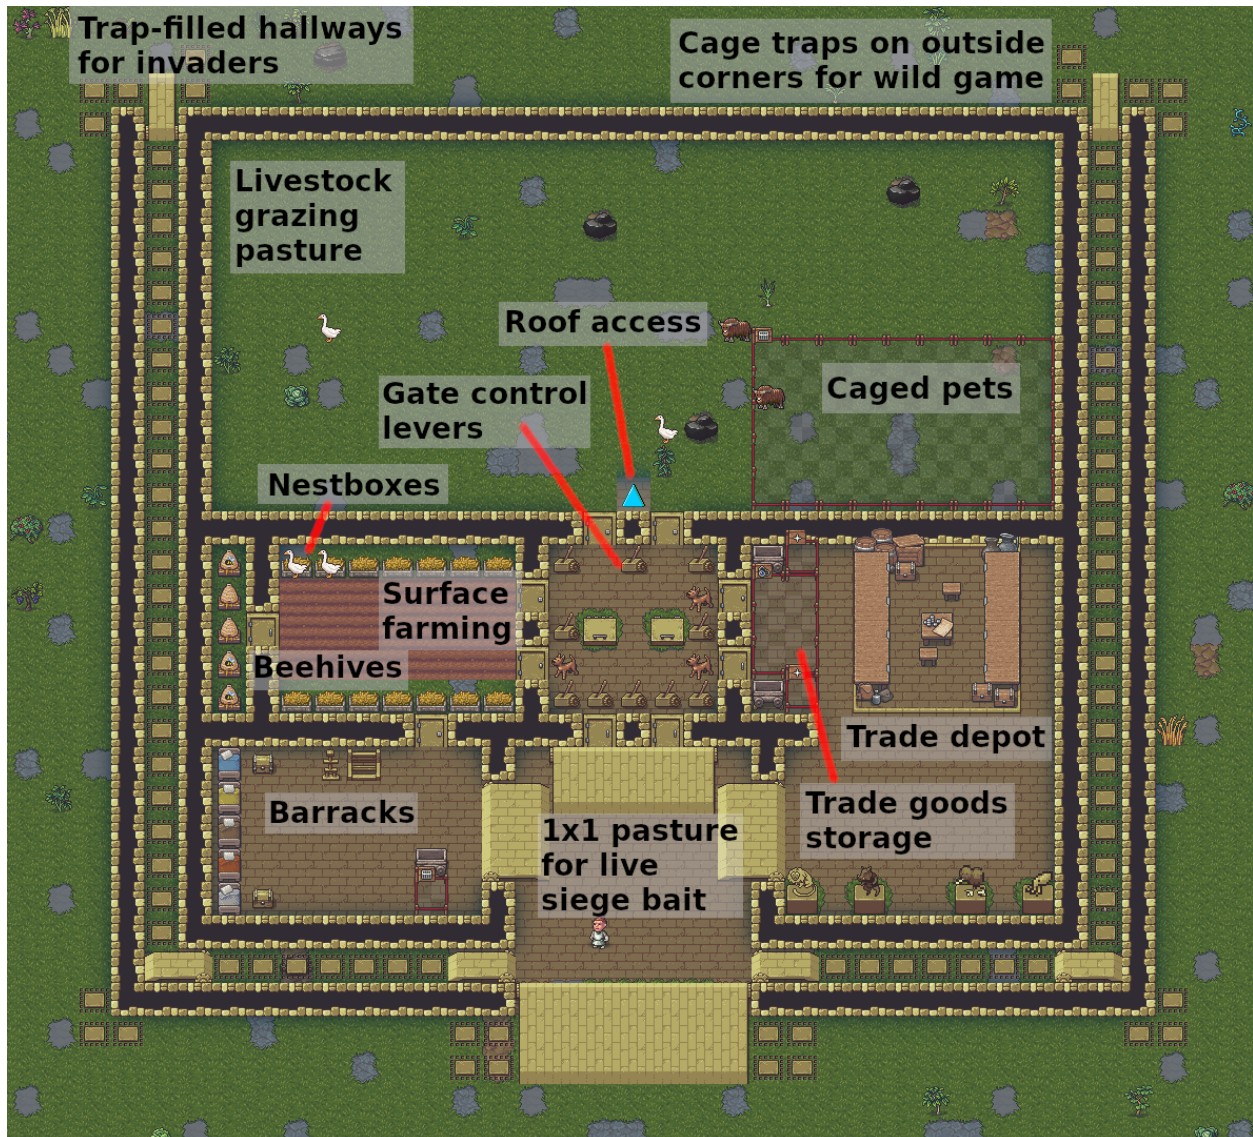 Trap-filled hallways
for invaders
Cage traps on outside
corners for wild game
Livestock
grazing
pasture
Roof access
Gate control
levers
Caged pets
Nestboxes
Surface
farming
Beehives
Trade depot
Barracks
Trade goods
storage
1x1 pasture
for live
siege bait